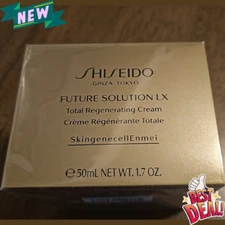 NEW
SHISEIDO
GINZA TOKYO
FUTURE SOLUTION LX
Total Regenerating Cream
Crème Régénérante Totale
SkingenecellEnmei
℮50mL NET WT. 1.7 OZ.
BEST
DEAL!